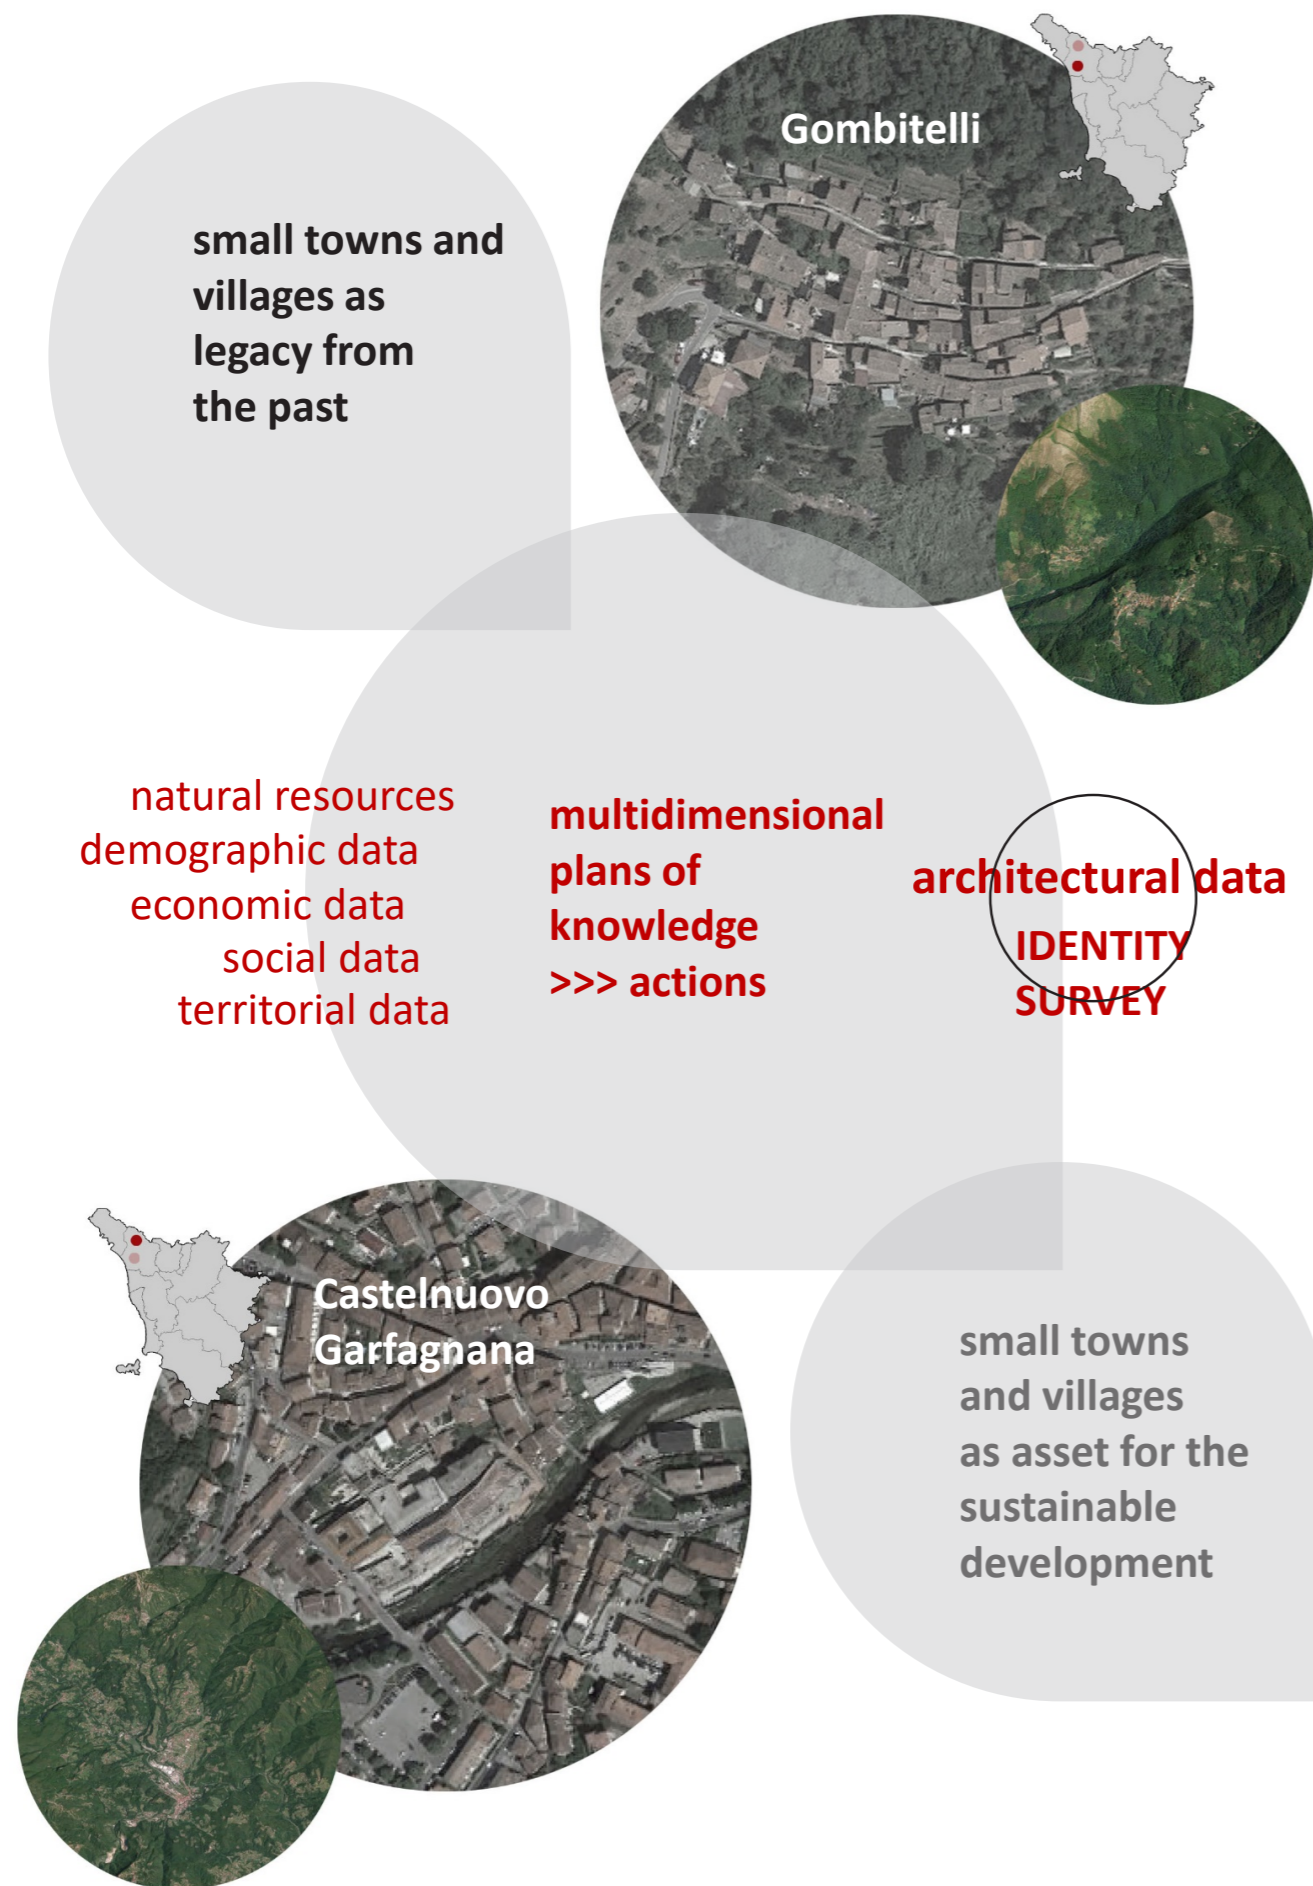 Gombitelli
small towns and
villages as
legacy from
the past
natural resources
demographic data
economic data
social data
territorial data
multidimensional
plans of
knowledge
>>> actions
architectural data
IDENTITY
SURVEY
Castelnuovo
Garfagnana
small towns
and villages
as asset for the
sustainable
development